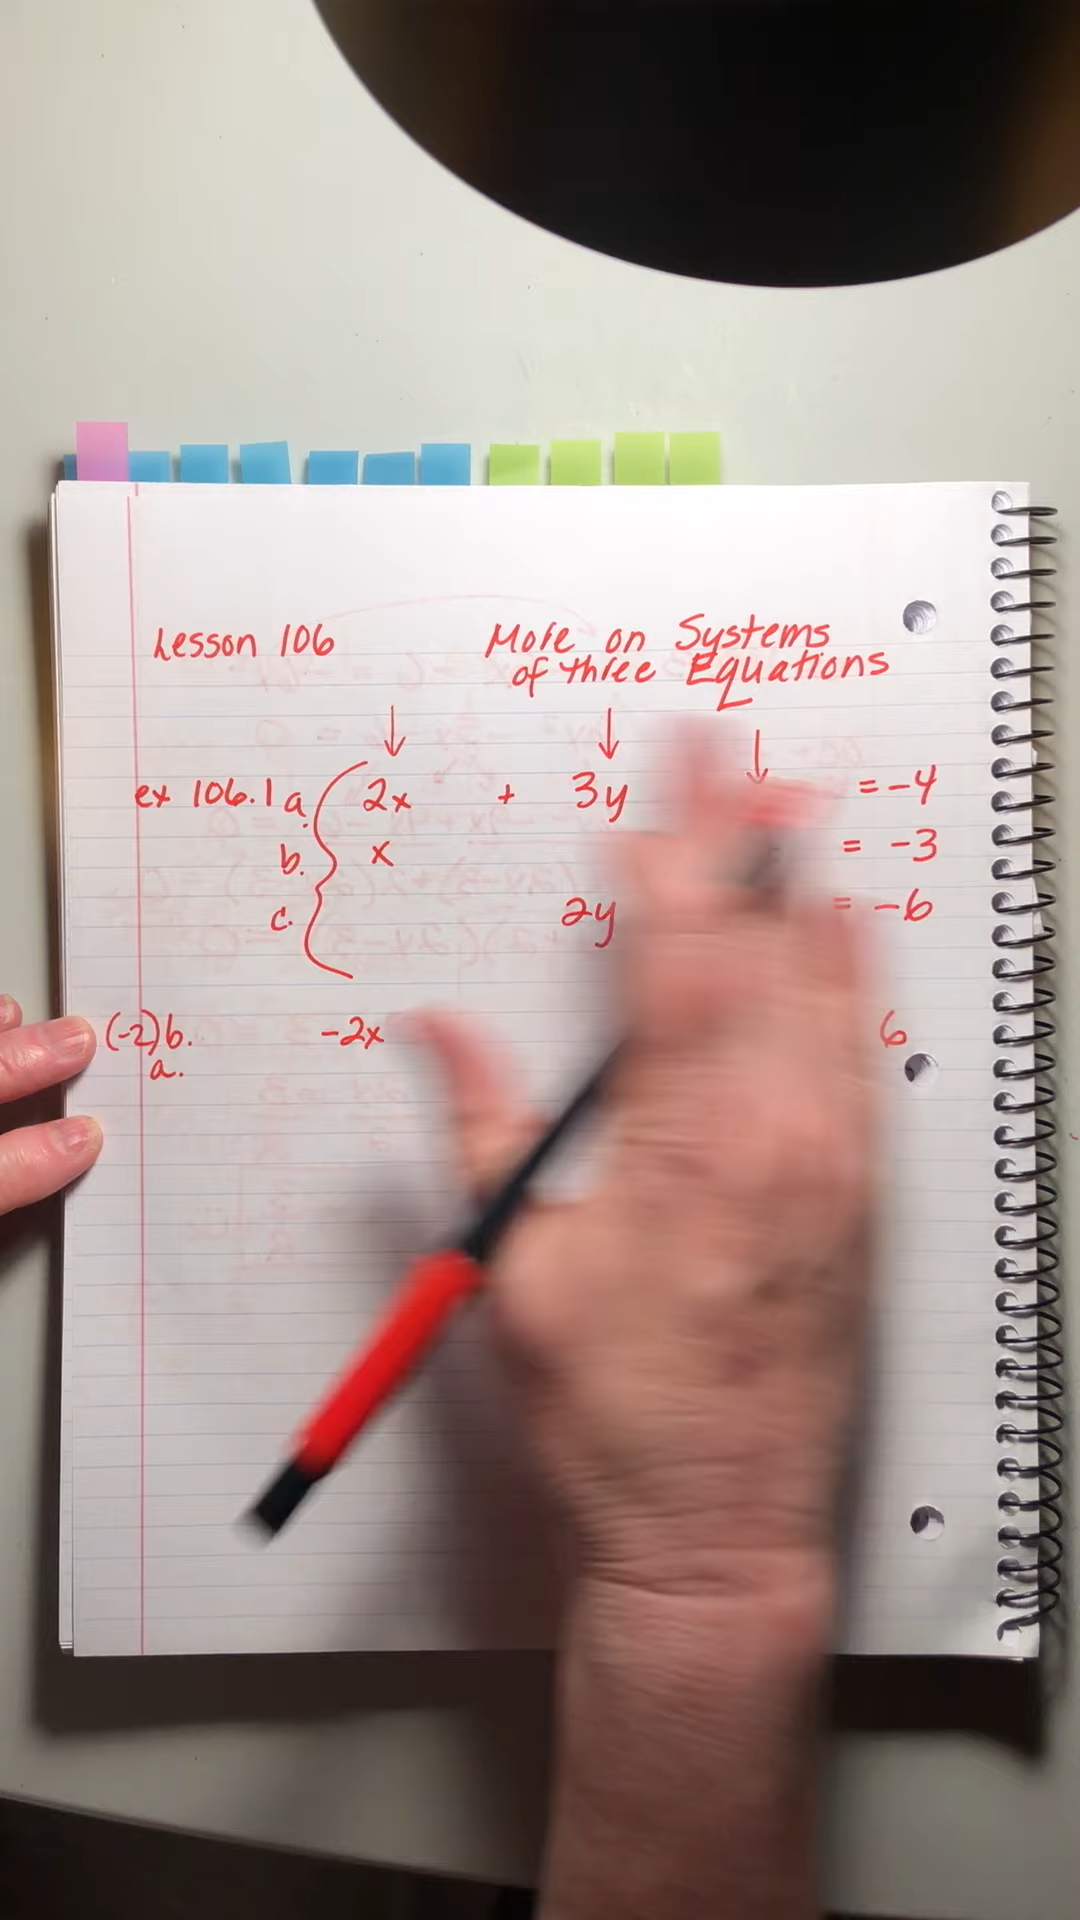 Lesson 106 More on Systems
of three Equations
ex 106.1 a. 2x + 3y = -4
b. x = -3
c. 2y = -6
(-2)b. -2x 6
a.